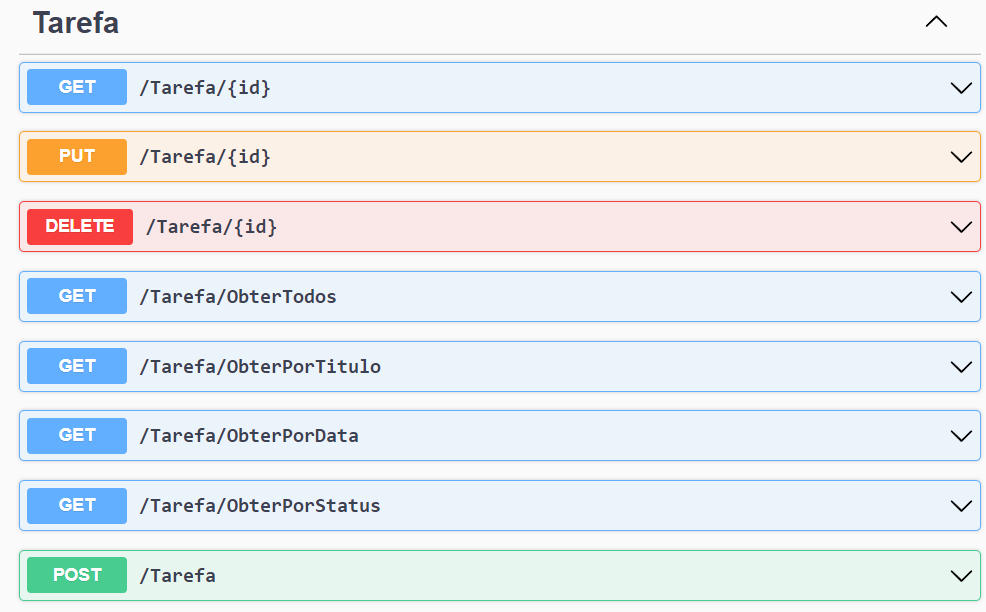 Tarefa
GET /Tarefa/{id}
PUT /Tarefa/{id}
DELETE /Tarefa/{id}
GET /Tarefa/ObterTodos
GET /Tarefa/ObterPorTitulo
GET /Tarefa/ObterPorData
GET /Tarefa/ObterPorStatus
POST /Tarefa